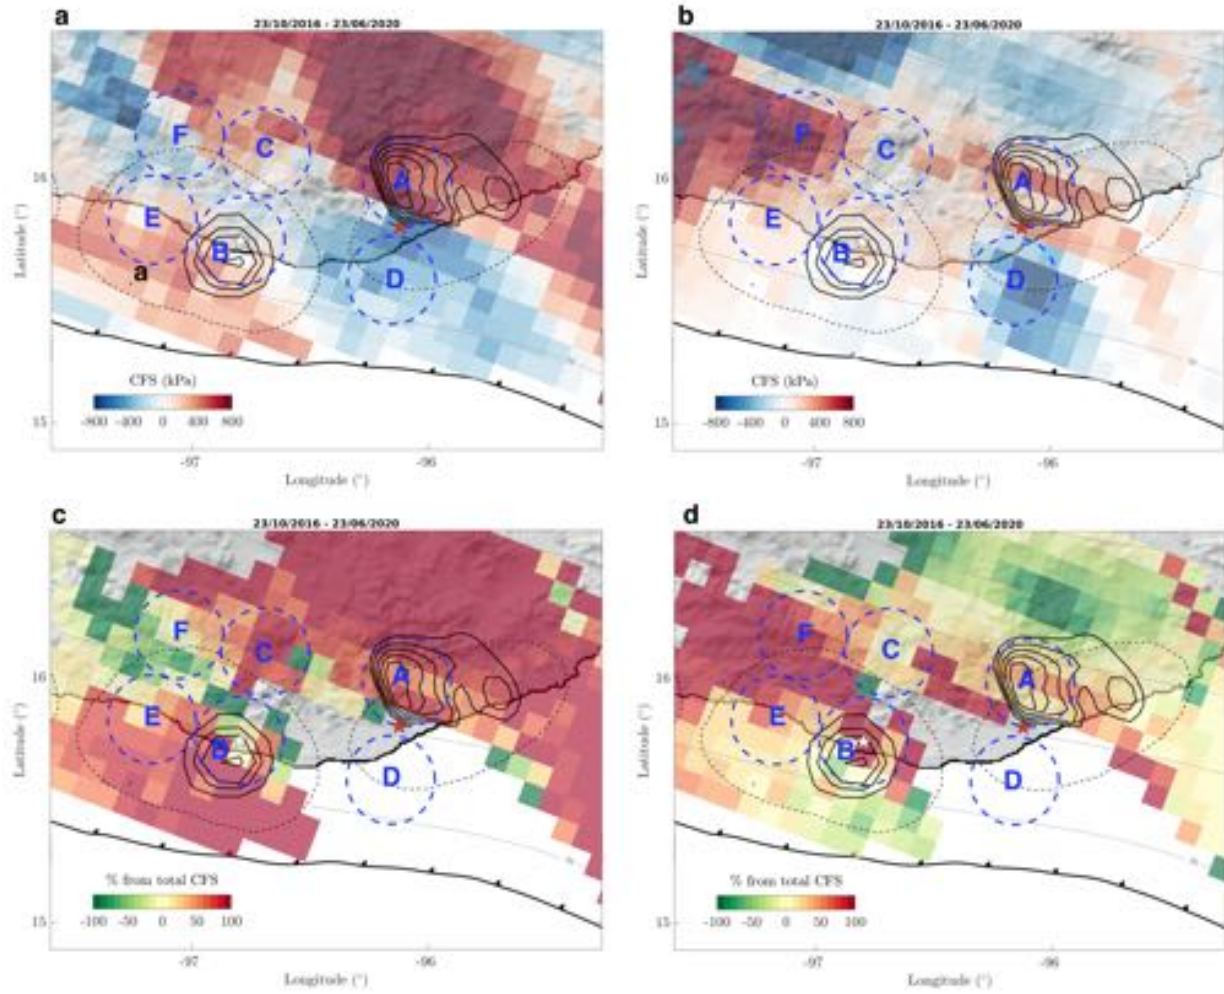 a
23/10/2016 - 23/06/2020
F
C
A
E
B
a
D
16
15
Latitude (°)
CFS (kPa)
-800 -400 0 400 800
-97
-96
Longitude (°)
b
23/10/2016 - 23/06/2020
F
C
A
E
B
D
16
15
Latitude (°)
CFS (kPa)
-800 -400 0 400 800
-97
-96
Longitude (°)
c
23/10/2016 - 23/06/2020
F
C
A
E
B
D
16
15
Latitude (°)
% from total CFS
-100 -50 0 50 100
-97
-96
Longitude (°)
d
23/10/2016 - 23/06/2020
F
C
A
E
B
D
16
15
Latitude (°)
% from total CFS
-100 -50 0 50 100
-97
-96
Longitude (°)